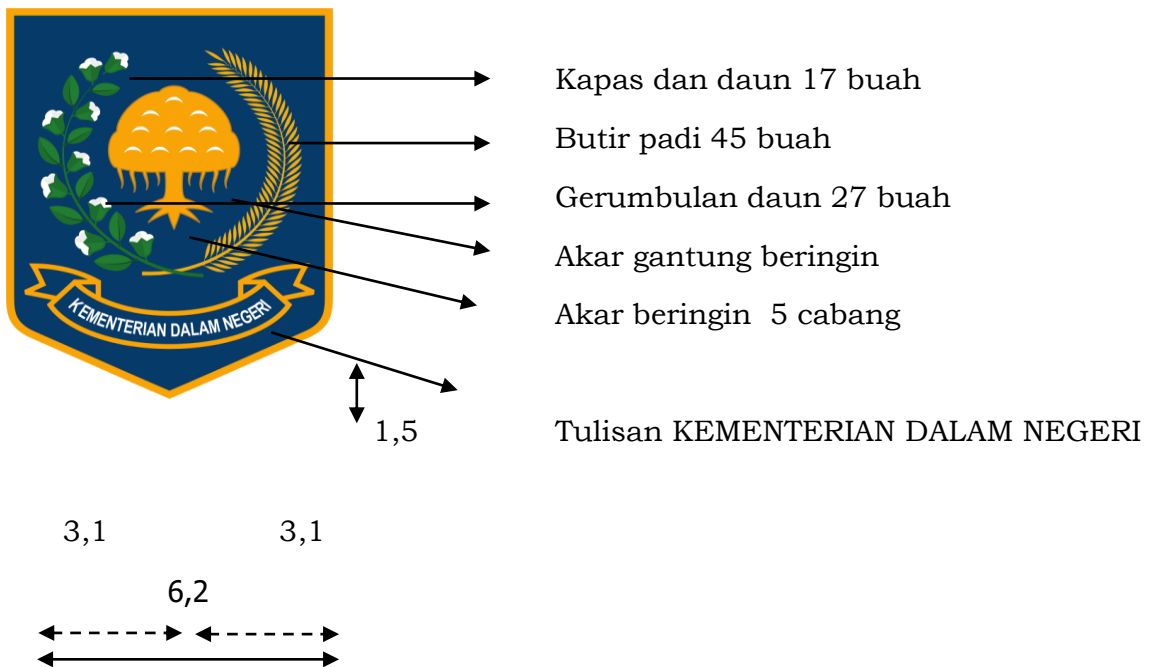 Kapas dan daun 17 buah
Butir padi 45 buah
Gerumbulan daun 27 buah
Akar gantung beringin
Akar beringin 5 cabang
KEMENTERIAN DALAM NEGERI
1,5 Tulisan KEMENTERIAN DALAM NEGERI
3,1 3,1
6,2